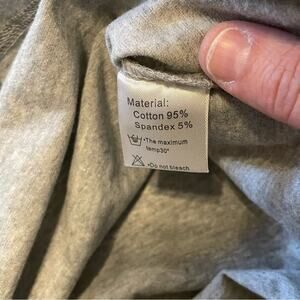 Material:
Cotton 95%
Spandex 5%
•The maximum
temp30°
•Do not bleach